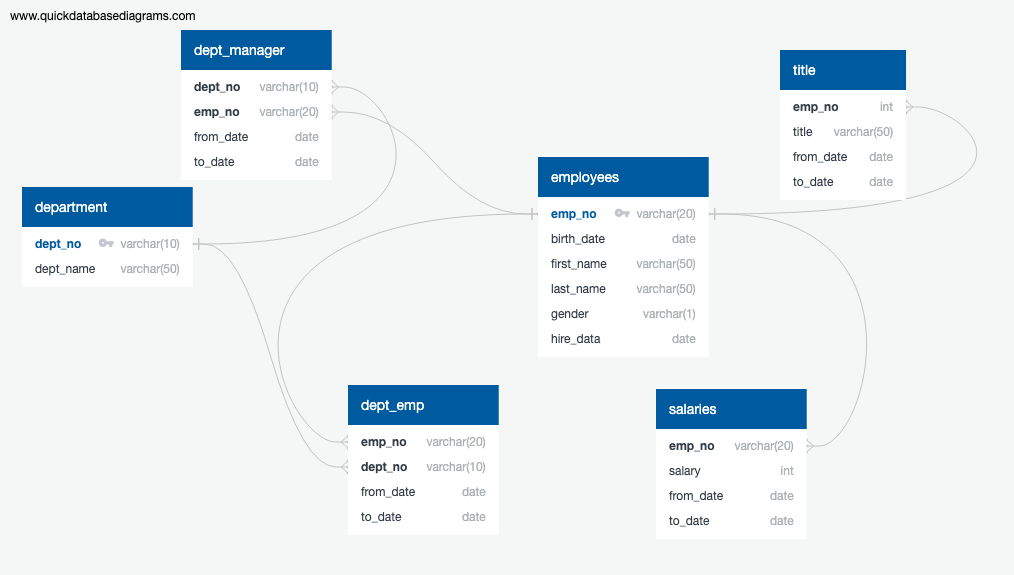 www.quickdatabasediagrams.com
dept_manager
dept_no varchar(10)
emp_no varchar(20)
from_date date
to_date date
title
emp_no int
title varchar(50)
from_date date
to_date date
department
dept_no varchar(10)
dept_name varchar(50)
employees
emp_no varchar(20)
birth_date date
first_name varchar(50)
last_name varchar(50)
gender varchar(1)
hire_data date
dept_emp
emp_no varchar(20)
dept_no varchar(10)
from_date date
to_date date
salaries
emp_no varchar(20)
salary int
from_date date
to_date date